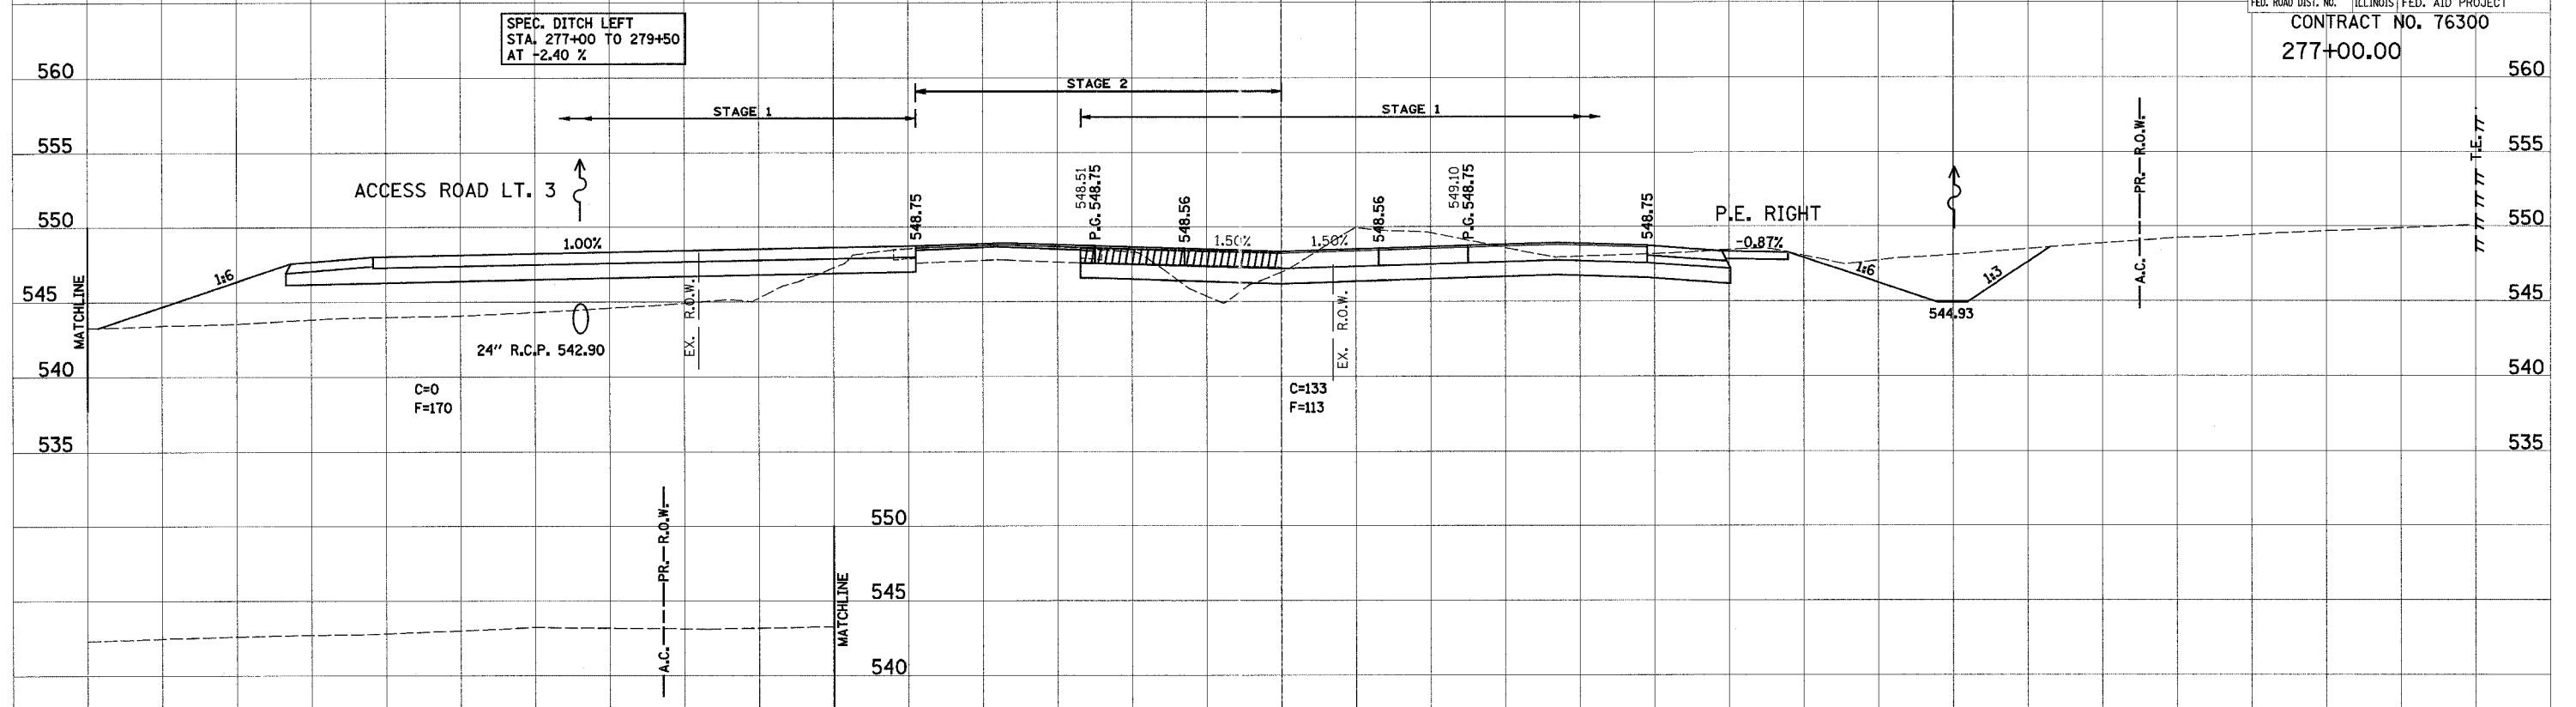 FED. ROAD DIST. NO. ILLINOIS FED. AID PROJECT
CONTRACT NO. 76300
277+00.00
SPEC. DITCH LEFT
STA. 277+00 TO 279+50
AT -2.40 %
560
560
STAGE 2
STAGE 1
STAGE 1
555
555
ACCESS ROAD LT. 3
548.75
548.51
P.G. 548.75
548.56
548.56
549.10
P.G. 548.75
548.75
P.E. RIGHT
A.C. PR. R.O.W.
T.E.
550
550
1.00%
1.50%
1.50%
-0.87%
1:6
1:6
1:3
545
545
MATCHLINE
EX. R.O.W.
EX. R.O.W.
544.93
24" R.C.P. 542.90
540
540
C=0
F=170
C=133
F=113
535
535
A.C. PR. R.O.W.
550
545
MATCHLINE
540